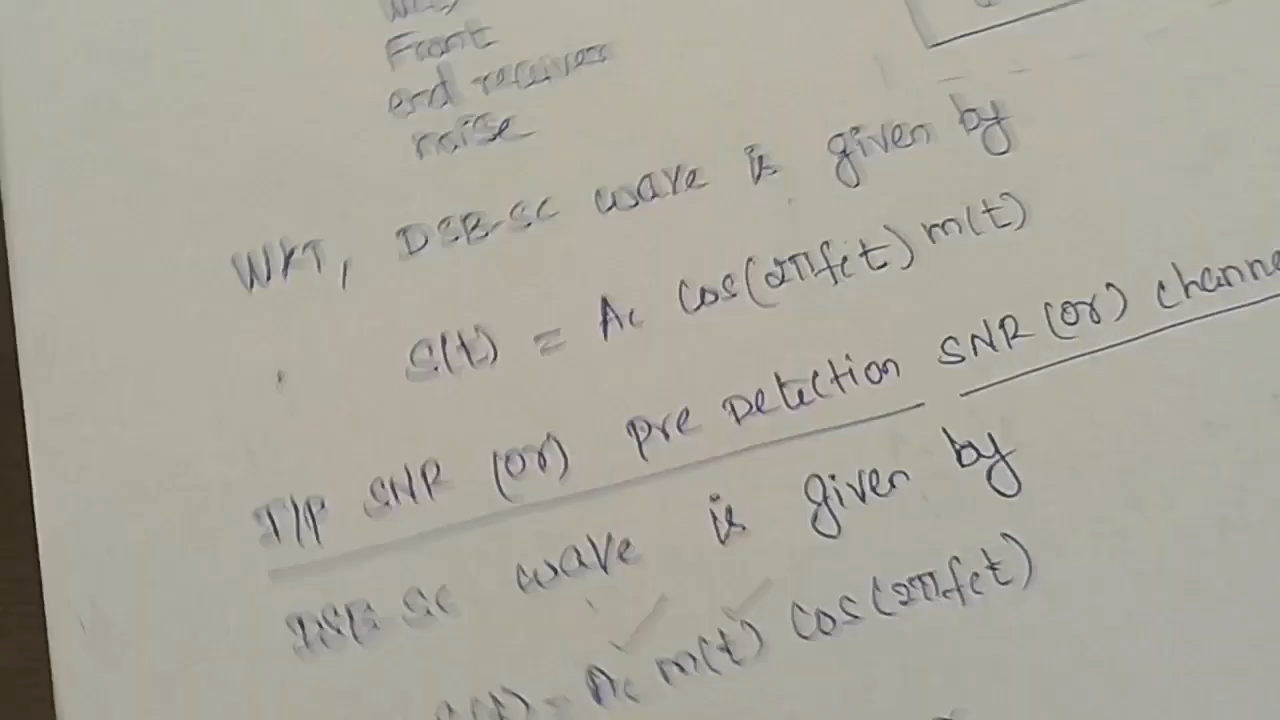 Front
end receiver
noise
WKT, DSB-SC wave is given by
S(t) = Ac cos(2πfct) m(t)
I/P SNR (or) pre Detection SNR (or) channe
DSB-SC wave is given by
S(t) = Ac m(t) cos(2πfct)